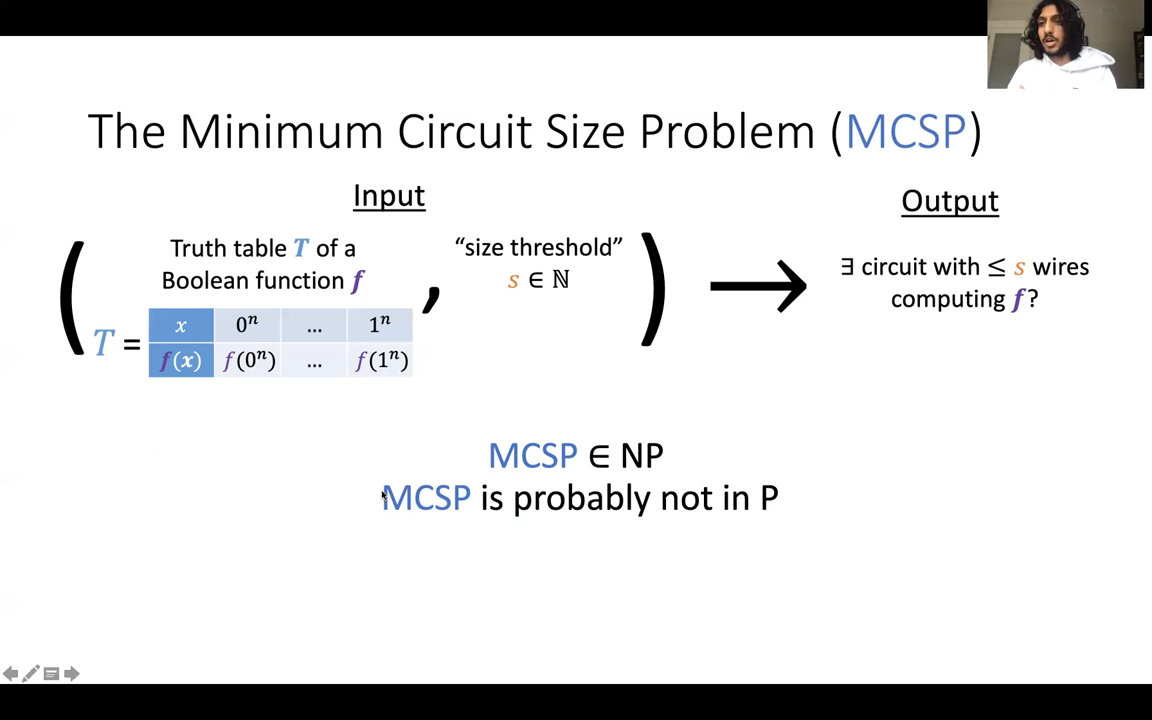 The Minimum Circuit Size Problem (MCSP)
Input
Output
( Truth table T of a
Boolean function f
T =
x 0ⁿ ... 1ⁿ
f(x) f(0ⁿ) ... f(1ⁿ)
,
“size threshold”
s ∈ ℕ
) →
∃ circuit with ≤ s wires
computing f?
MCSP ∈ NP
MCSP is probably not in P